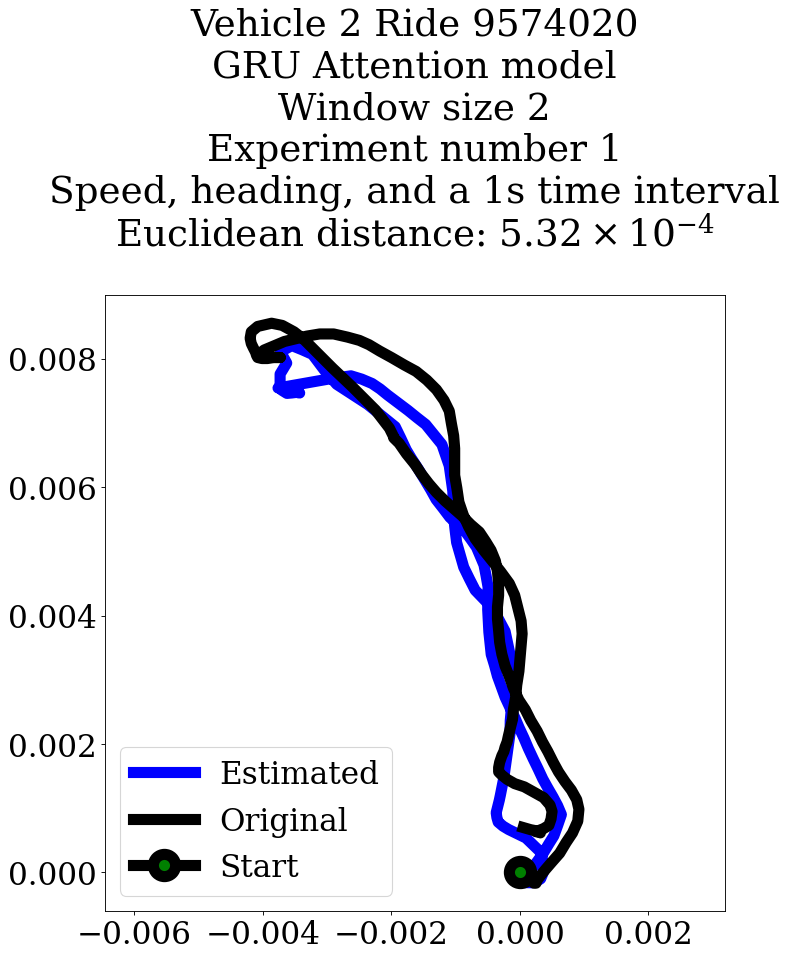 Vehicle 2 Ride 9574020
GRU Attention model
Window size 2
Experiment number 1
Speed, heading, and a 1s time interval
Euclidean distance: 5.32 × 10⁻⁴
0.008
0.006
0.004
0.002
0.000
Estimated
Original
Start
−0.006 −0.004 −0.002 0.000 0.002